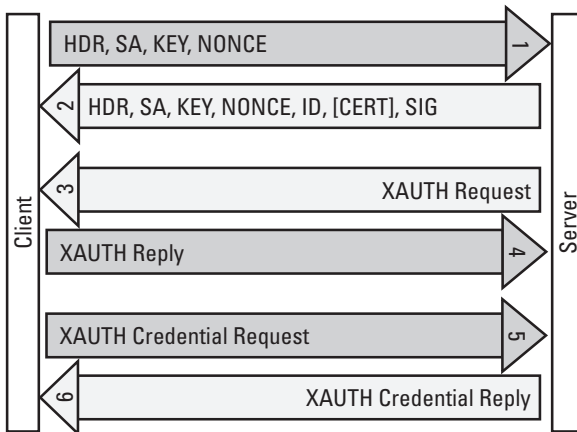 Client
Server
HDR, SA, KEY, NONCE
1
2
HDR, SA, KEY, NONCE, ID, [CERT], SIG
3
XAUTH Request
XAUTH Reply
4
XAUTH Credential Request
5
6
XAUTH Credential Reply